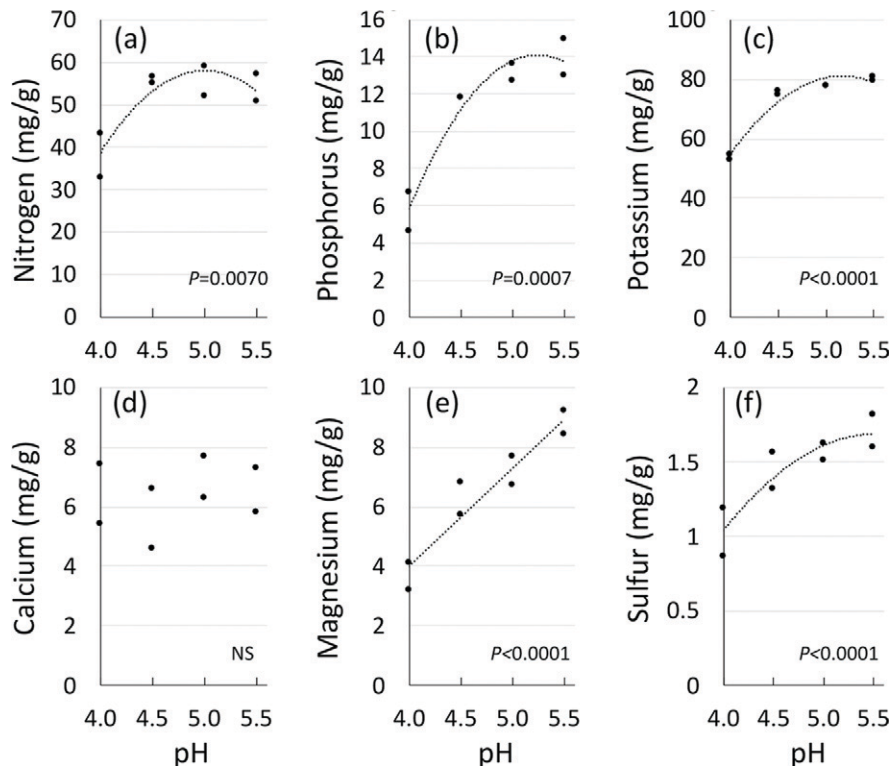 (a)
Nitrogen (mg/g)
70
60
50
40
30
20
10
0
P=0.0070
4.0 4.5 5.0 5.5
(b)
Phosphorus (mg/g)
16
14
12
10
8
6
4
2
0
P=0.0007
4.0 4.5 5.0 5.5
(c)
Potassium (mg/g)
100
80
60
40
20
0
P<0.0001
4.0 4.5 5.0 5.5
(d)
Calcium (mg/g)
10
8
6
4
2
0
NS
4.0 4.5 5.0 5.5
pH
(e)
Magnesium (mg/g)
10
8
6
4
2
0
P<0.0001
4.0 4.5 5.0 5.5
pH
(f)
Sulfur (mg/g)
2
1.5
1
0.5
0
P<0.0001
4.0 4.5 5.0 5.5
pH